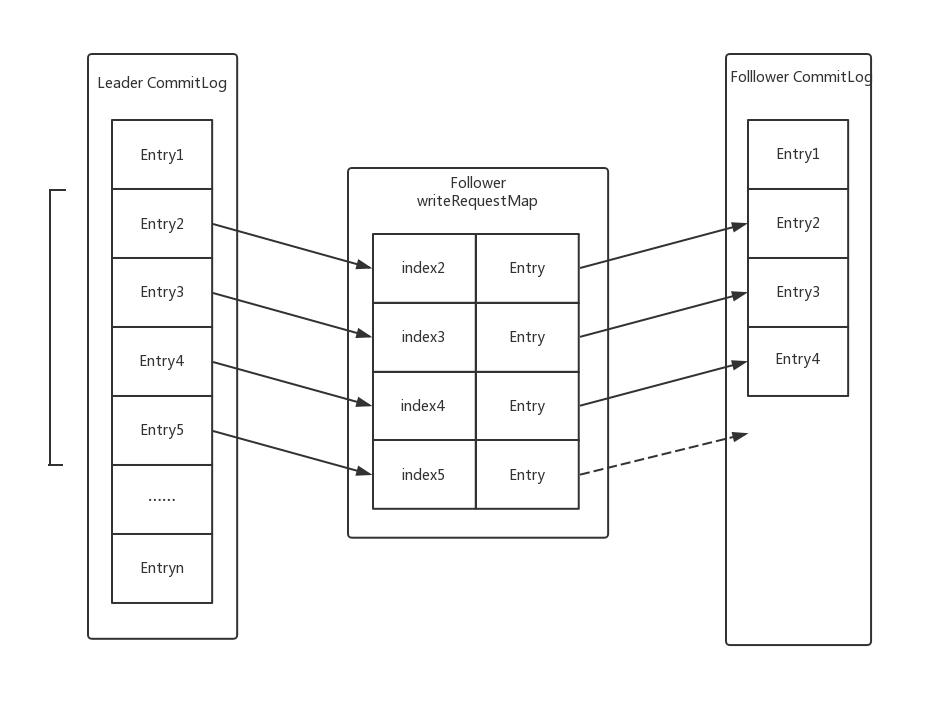 Leader CommitLog
Entry1
Entry2
Entry3
Entry4
Entry5
......
Entryn
Follower
writeRequestMap
index2 Entry
index3 Entry
index4 Entry
index5 Entry
Folllower CommitLog
Entry1
Entry2
Entry3
Entry4